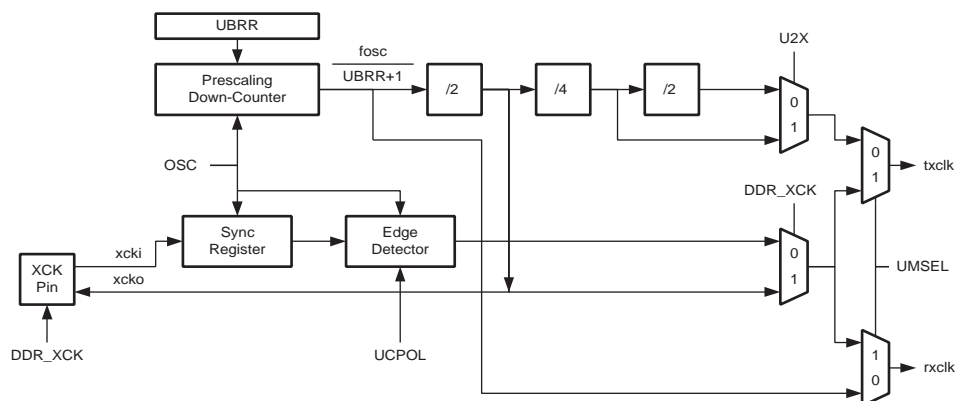 UBRR
fosc
UBRR+1
U2X
Prescaling
Down-Counter
/2
/4
/2
0
1
OSC
0
1
txclk
DDR_XCK
Sync
Register
Edge
Detector
xcki
0
1
XCK
Pin
xcko
UMSEL
DDR_XCK
UCPOL
1
0
rxclk